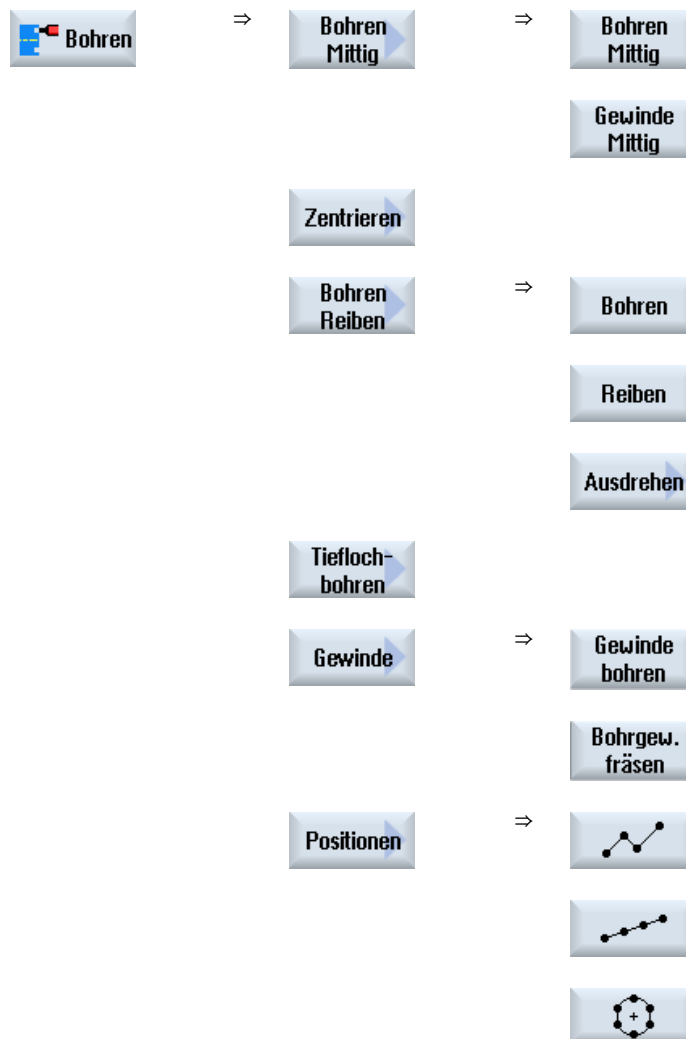 Bohren ⇒ Bohren Mittig ⇒ Bohren Mittig
Gewinde Mittig
Zentrieren
Bohren Reiben ⇒ Bohren
Reiben
Ausdrehen
Tiefloch-
bohren
Gewinde ⇒ Gewinde bohren
Bohrgew. fräsen
Positionen ⇒